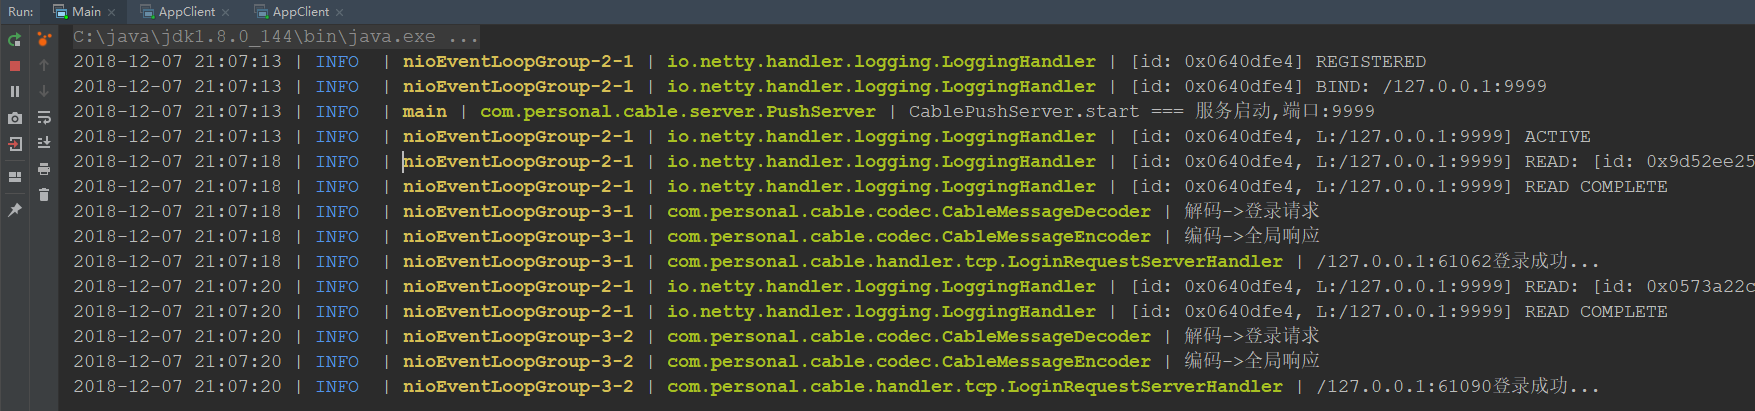 Run: Main × AppClient × AppClient ×
C:\java\jdk1.8.0_144\bin\java.exe ...
2018-12-07 21:07:13 | INFO  | nioEventLoopGroup-2-1 | io.netty.handler.logging.LoggingHandler | [id: 0x0640dfe4] REGISTERED
2018-12-07 21:07:13 | INFO  | nioEventLoopGroup-2-1 | io.netty.handler.logging.LoggingHandler | [id: 0x0640dfe4] BIND: /127.0.0.1:9999
2018-12-07 21:07:13 | INFO  | main | com.personal.cable.server.PushServer | CablePushServer.start === 服务启动,端口:9999
2018-12-07 21:07:13 | INFO  | nioEventLoopGroup-2-1 | io.netty.handler.logging.LoggingHandler | [id: 0x0640dfe4, L:/127.0.0.1:9999] ACTIVE
2018-12-07 21:07:18 | INFO  | nioEventLoopGroup-2-1 | io.netty.handler.logging.LoggingHandler | [id: 0x0640dfe4, L:/127.0.0.1:9999] READ: [id: 0x9d52ee25
2018-12-07 21:07:18 | INFO  | nioEventLoopGroup-2-1 | io.netty.handler.logging.LoggingHandler | [id: 0x0640dfe4, L:/127.0.0.1:9999] READ COMPLETE
2018-12-07 21:07:18 | INFO  | nioEventLoopGroup-3-1 | com.personal.cable.codec.CableMessageDecoder | 解码->登录请求
2018-12-07 21:07:18 | INFO  | nioEventLoopGroup-3-1 | com.personal.cable.codec.CableMessageEncoder | 编码->全局响应
2018-12-07 21:07:18 | INFO  | nioEventLoopGroup-3-1 | com.personal.cable.handler.tcp.LoginRequestServerHandler | /127.0.0.1:61062登录成功...
2018-12-07 21:07:20 | INFO  | nioEventLoopGroup-2-1 | io.netty.handler.logging.LoggingHandler | [id: 0x0640dfe4, L:/127.0.0.1:9999] READ: [id: 0x0573a22c
2018-12-07 21:07:20 | INFO  | nioEventLoopGroup-2-1 | io.netty.handler.logging.LoggingHandler | [id: 0x0640dfe4, L:/127.0.0.1:9999] READ COMPLETE
2018-12-07 21:07:20 | INFO  | nioEventLoopGroup-3-2 | com.personal.cable.codec.CableMessageDecoder | 解码->登录请求
2018-12-07 21:07:20 | INFO  | nioEventLoopGroup-3-2 | com.personal.cable.codec.CableMessageEncoder | 编码->全局响应
2018-12-07 21:07:20 | INFO  | nioEventLoopGroup-3-2 | com.personal.cable.handler.tcp.LoginRequestServerHandler | /127.0.0.1:61090登录成功...